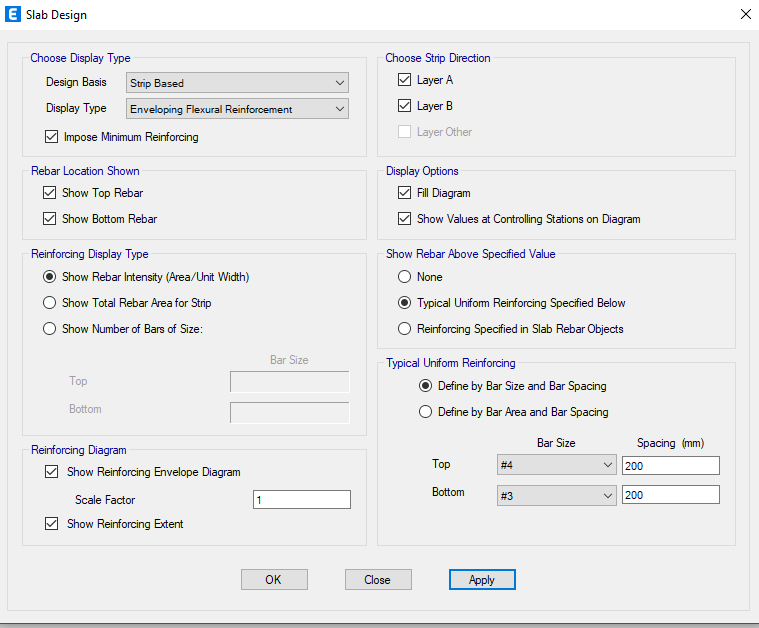 E Slab Design
Choose Display Type
Design Basis Strip Based
Display Type Enveloping Flexural Reinforcement
Impose Minimum Reinforcing
Choose Strip Direction
Layer A
Layer B
Layer Other
Rebar Location Shown
Show Top Rebar
Show Bottom Rebar
Display Options
Fill Diagram
Show Values at Controlling Stations on Diagram
Reinforcing Display Type
Show Rebar Intensity (Area/Unit Width)
Show Total Rebar Area for Strip
Show Number of Bars of Size:
Bar Size
Top
Bottom
Show Rebar Above Specified Value
None
Typical Uniform Reinforcing Specified Below
Reinforcing Specified in Slab Rebar Objects
Reinforcing Diagram
Show Reinforcing Envelope Diagram
Scale Factor 1
Show Reinforcing Extent
Typical Uniform Reinforcing
Define by Bar Size and Bar Spacing
Define by Bar Area and Bar Spacing
Bar Size Spacing (mm)
Top #4 200
Bottom #3 200
OK Close Apply